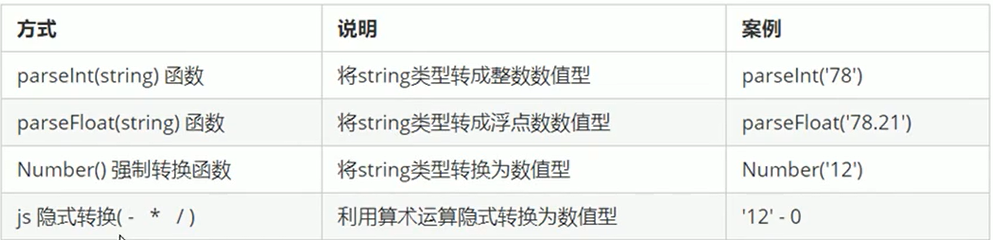 方式 说明 案例
parseInt(string) 函数 将string类型转成整数数值型 parseInt('78')
parseFloat(string) 函数 将string类型转成浮点数数值型 parseFloat('78.21')
Number() 强制转换函数 将string类型转换为数值型 Number('12')
js 隐式转换( - * / ) 利用算术运算隐式转换为数值型 '12' - 0